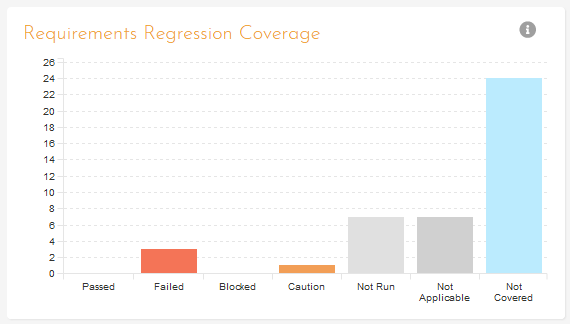 Requirements Regression Coverage
26
24
22
20
18
16
14
12
10
8
6
4
2
0
Passed
Failed
Blocked
Caution
Not Run
Not
Applicable
Not
Covered